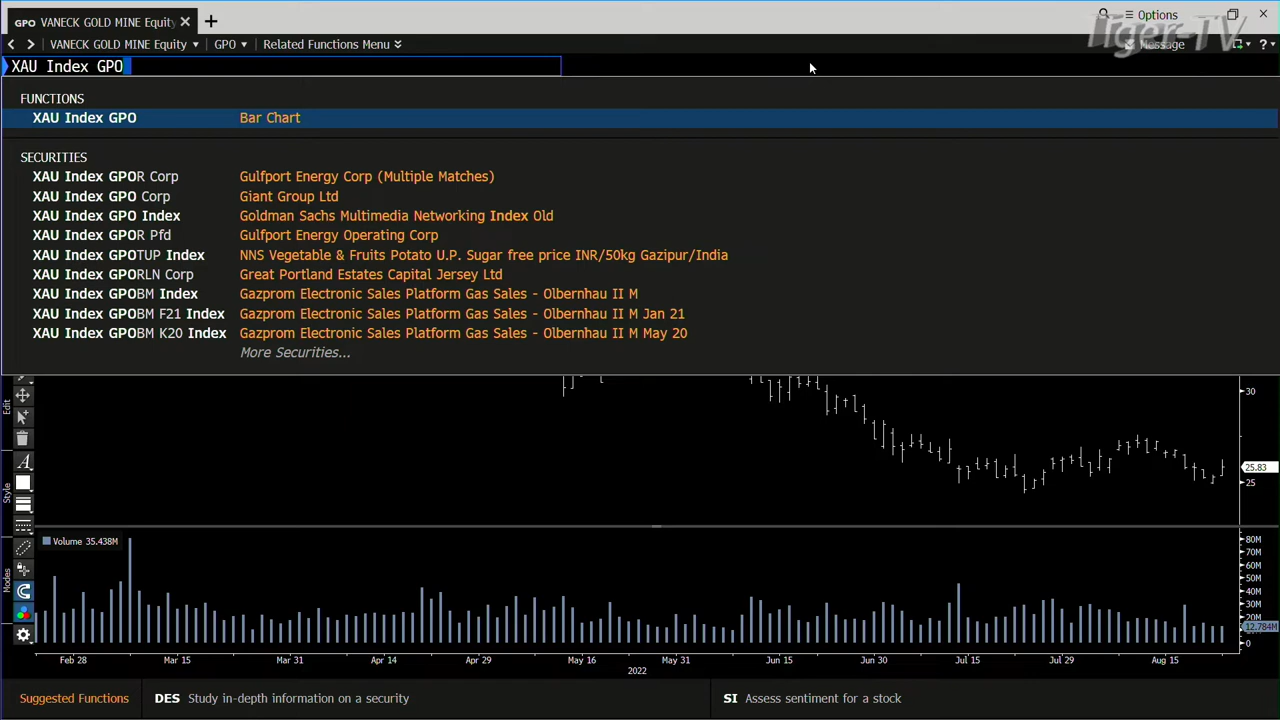 GPO VANECK GOLD MINE Equity
Options
VANECK GOLD MINE Equity GPO Related Functions Menu
Message
?
Tiger-TV
XAU Index GPO
FUNCTIONS
XAU Index GPO Bar Chart
SECURITIES
XAU Index GPOR Corp Gulfport Energy Corp (Multiple Matches)
XAU Index GPO Corp Giant Group Ltd
XAU Index GPO Index Goldman Sachs Multimedia Networking Index Old
XAU Index GPOR Pfd Gulfport Energy Operating Corp
XAU Index GPOTUP Index NNS Vegetable & Fruits Potato U.P. Sugar free price INR/50kg Gazipur/India
XAU Index GPORLN Corp Great Portland Estates Capital Jersey Ltd
XAU Index GPOBM Index Gazprom Electronic Sales Platform Gas Sales - Olbernhau II M
XAU Index GPOBM F21 Index Gazprom Electronic Sales Platform Gas Sales - Olbernhau II M Jan 21
XAU Index GPOBM K20 Index Gazprom Electronic Sales Platform Gas Sales - Olbernhau II M May 20
More Securities...
Edit
Style
Modes
A
30
25.83
25
Volume 35.438M
80M
70M
60M
50M
40M
30M
20M
12.784M
0
Feb 28 Mar 15 Mar 31 Apr 14 Apr 29 May 16 May 31 Jun 15 Jun 30 Jul 15 Jul 29 Aug 15
2022
Suggested Functions DES Study in-depth information on a security SI Assess sentiment for a stock